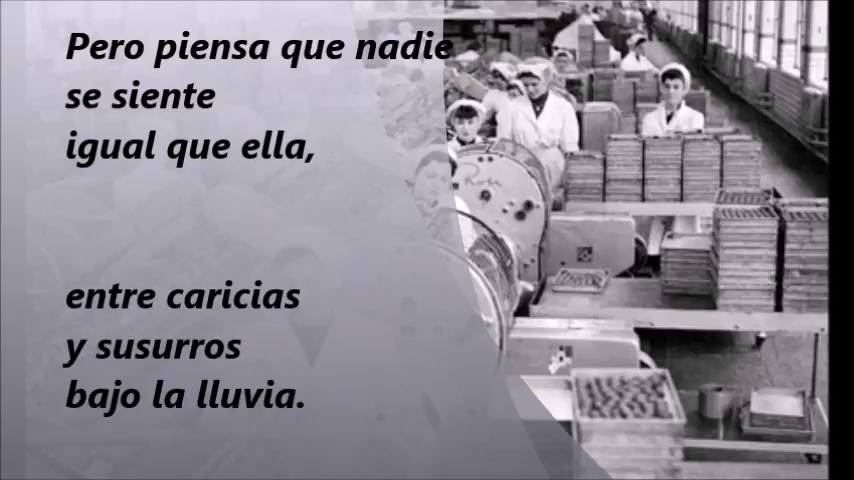 Pero piensa que nadie
se siente
igual que ella,
entre caricias
y susurros
bajo la lluvia.